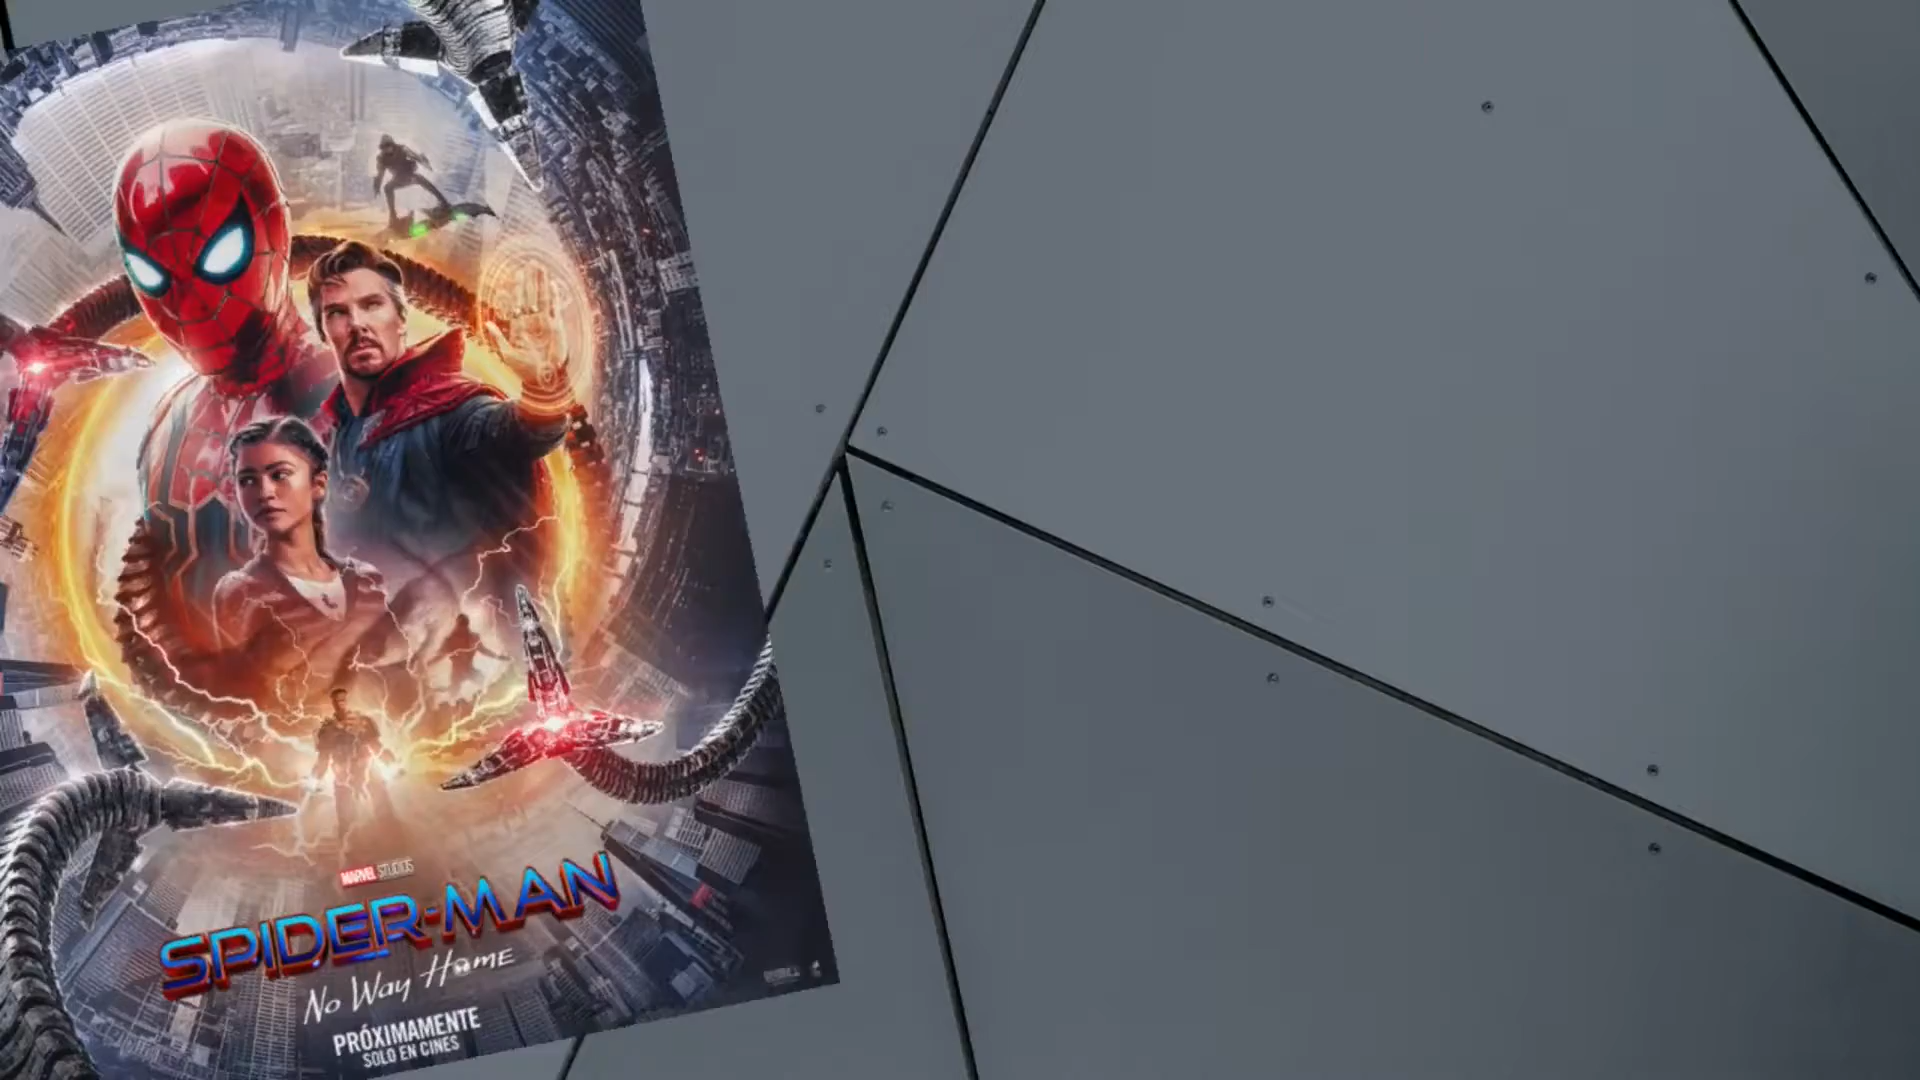 MARVEL STUDIOS
SPIDER-MAN
No Way Home
PRÓXIMAMENTE
SOLO EN CINES